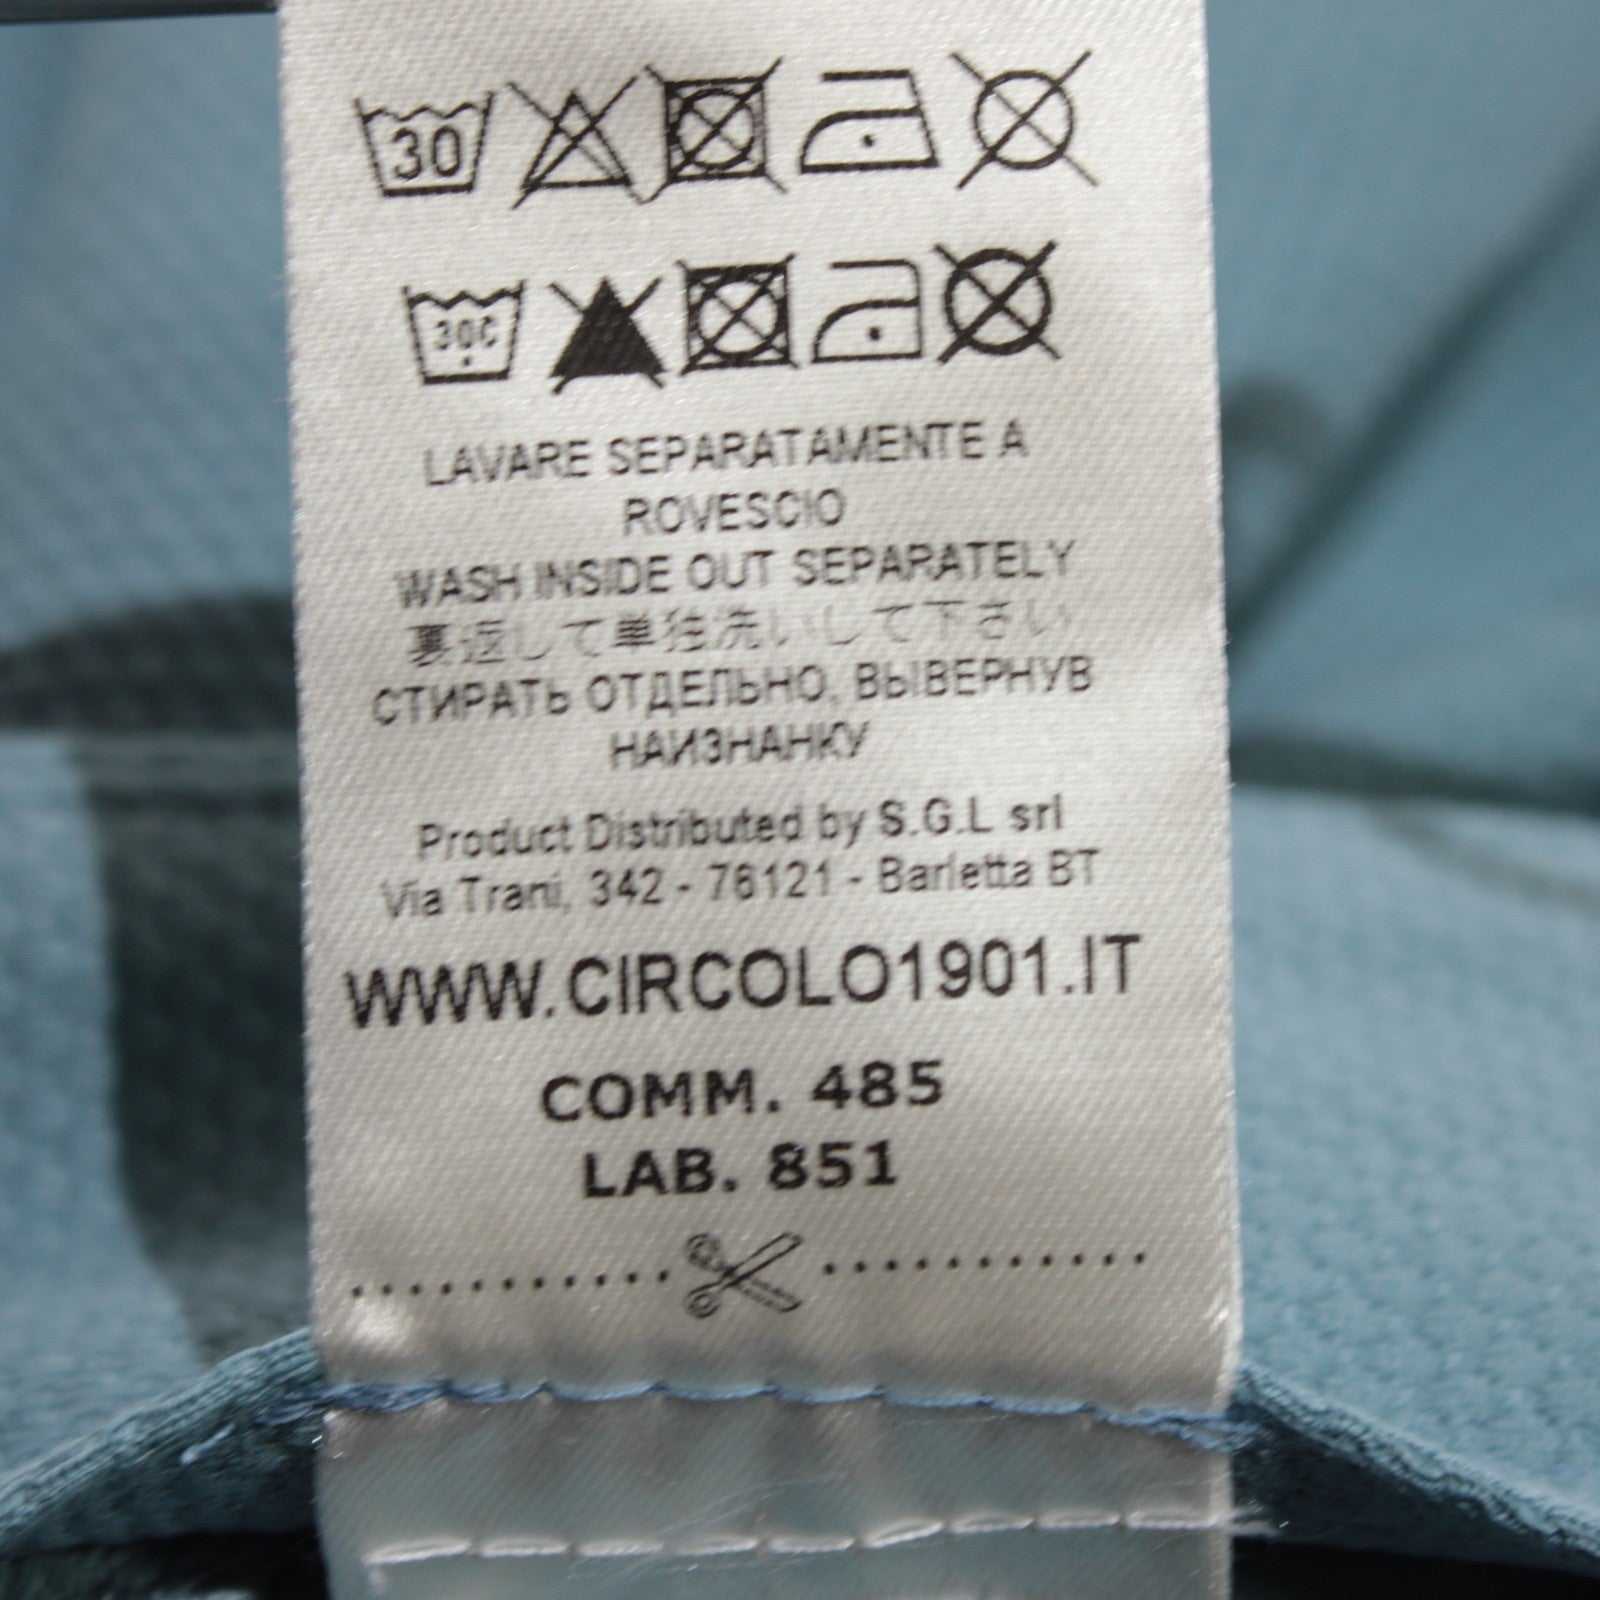 30
30C
LAVARE SEPARATAMENTE A
ROVESCIO
WASH INSIDE OUT SEPARATELY
裏返して単独洗いして下さい
СТИРАТЬ ОТДЕЛЬНО, ВЫВЕРНУВ
НАИЗНАНКУ
Product Distributed by S.G.L srl
Via Trani, 342 - 76121 - Barletta BT
WWW.CIRCOLO1901.IT
COMM. 485
LAB. 851